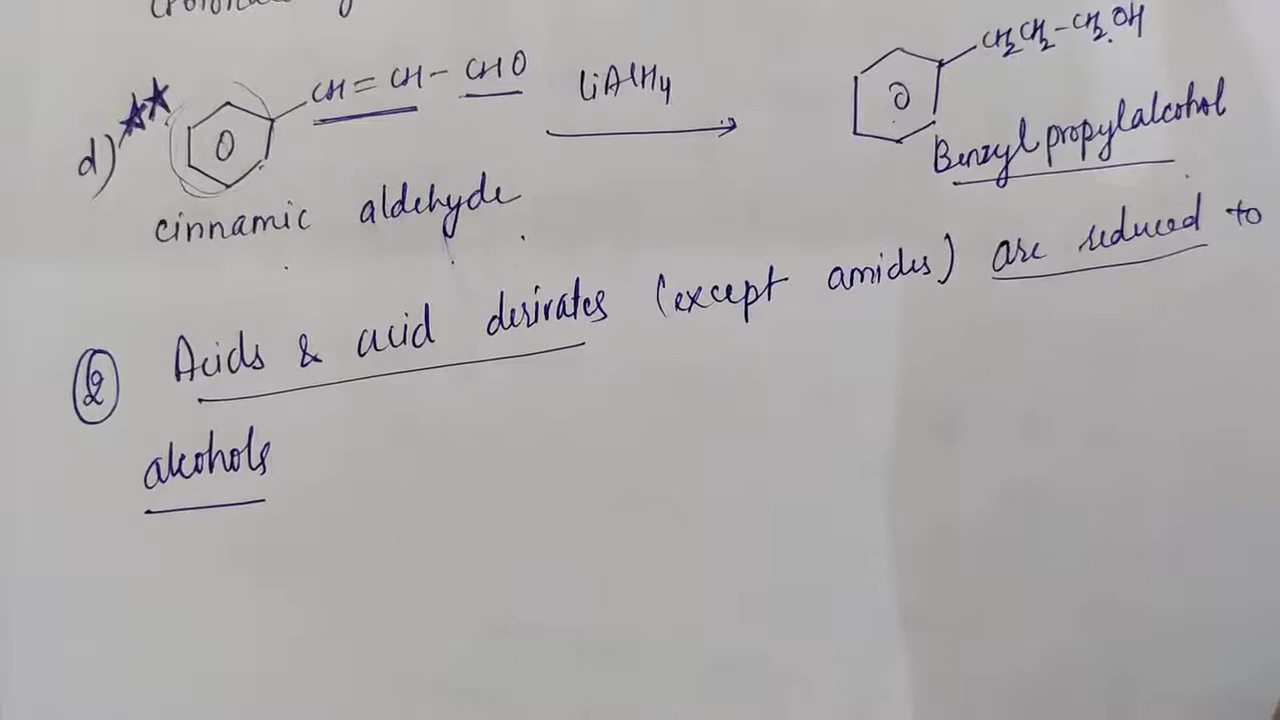 d) ★★ CH = CH - CHO LiAlH4 CH2CH2-CH2OH
cinnamic aldehyde
Benzyl propylalcohol
② Acids & acid derivates (except amides) are reduced to
alcohols